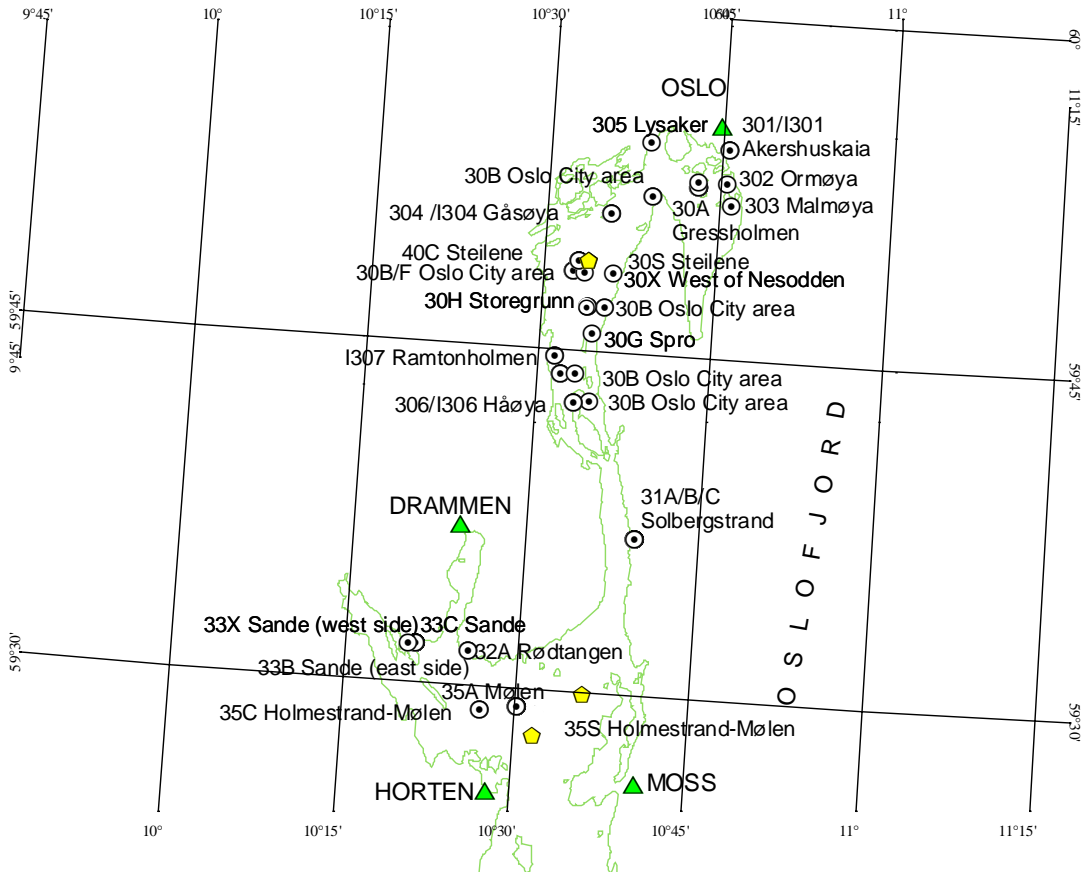 9°45'
10°
10°15'
10°30'
10°45'
11°
60°
11°15'
OSLO
305 Lysaker
301/I301
Akershuskaia
30B Oslo City area
302 Ormøya
304 /I304 Gåsøya
30A
Gressholmen
303 Malmøya
40C Steilene
30S Steilene
30B/F Oslo City area
30X West of Nesodden
30H Storegrunn
30B Oslo City area
59°45'
9°45'
30G Spro
I307 Ramtonholmen
30B Oslo City area
59°45'
306/I306 Håøya
30B Oslo City area
OSLOFJORD
DRAMMEN
31A/B/C
Solbergstrand
33X Sande (west side)
33C Sande
59°30'
32A Rødtangen
33B Sande (east side)
35A Mølen
35C Holmestrand-Mølen
35S Holmestrand-Mølen
59°30'
HORTEN
MOSS
10°
10°15'
10°30'
10°45'
11°
11°15'